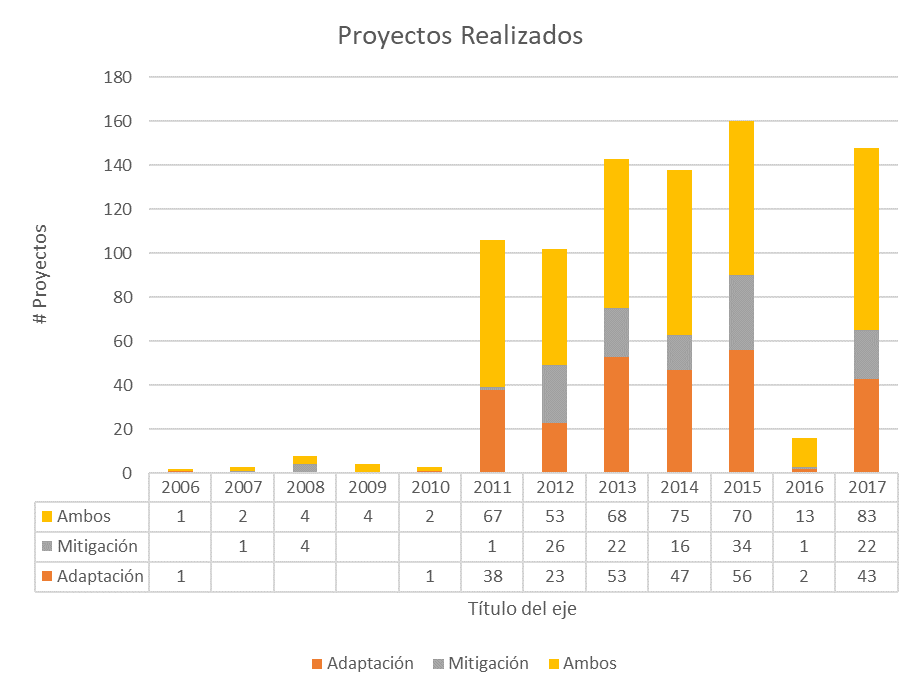 Proyectos Realizados
180
160
140
120
100
80
60
40
20
0
# Proyectos
2006 2007 2008 2009 2010 2011 2012 2013 2014 2015 2016 2017
Ambos 1 2 4 4 2 67 53 68 75 70 13 83
Mitigación 1 4 1 26 22 16 34 1 22
Adaptación 1 1 38 23 53 47 56 2 43
Título del eje
Adaptación Mitigación Ambos